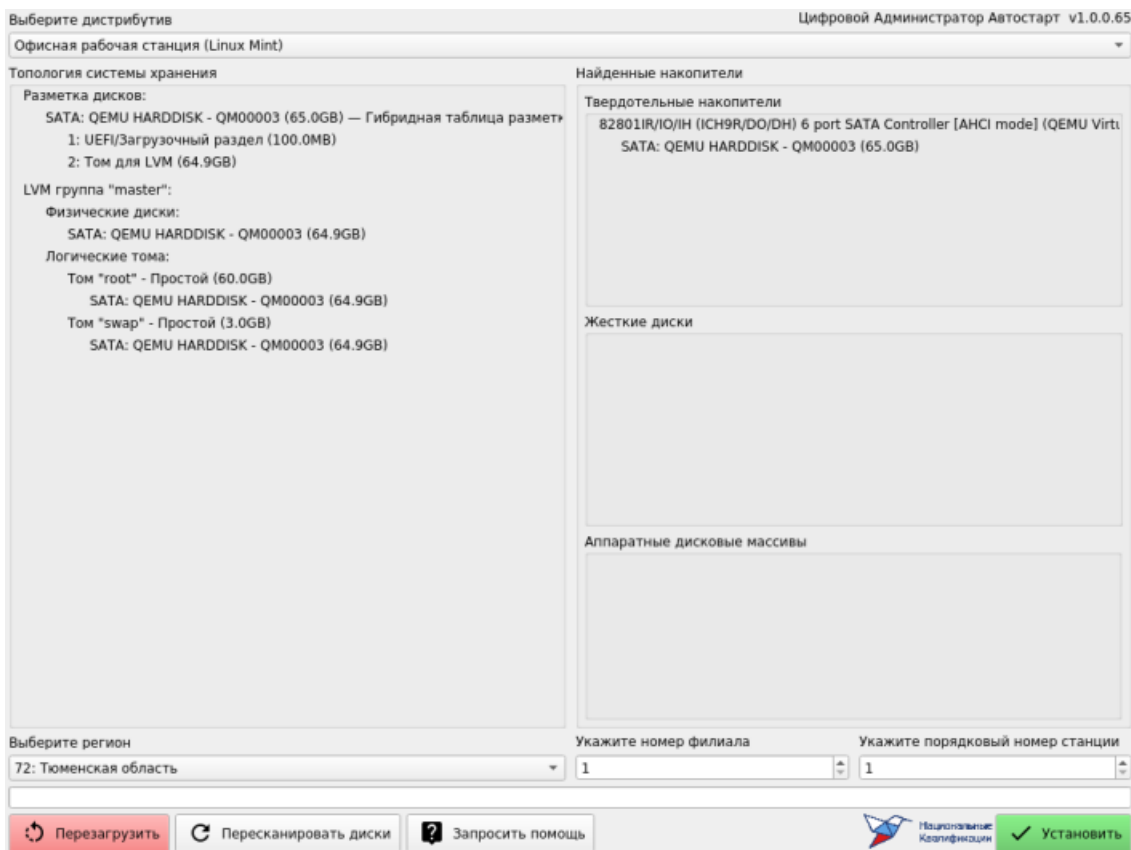 Выберите дистрибутив
Цифровой Администратор Автостарт v1.0.0.65
Офисная рабочая станция (Linux Mint)
Топология системы хранения
Разметка дисков:
SATA: QEMU HARDDISK - QM00003 (65.0GB) — Гибридная таблица размет
1: UEFI/Загрузочный раздел (100.0MB)
2: Том для LVM (64.9GB)
LVM группа "master":
Физические диски:
SATA: QEMU HARDDISK - QM00003 (64.9GB)
Логические тома:
Том "root" - Простой (60.0GB)
SATA: QEMU HARDDISK - QM00003 (64.9GB)
Том "swap" - Простой (3.0GB)
SATA: QEMU HARDDISK - QM00003 (64.9GB)
Найденные накопители
Твердотельные накопители
82801IR/IO/IH (ICH9R/DO/DH) 6 port SATA Controller [AHCI mode] (QEMU Virtu
SATA: QEMU HARDDISK - QM00003 (65.0GB)
Жесткие диски
Аппаратные дисковые массивы
Выберите регион
72: Тюменская область
Укажите номер филиала
1
Укажите порядковый номер станции
1
Перезагрузить
Пересканировать диски
Запросить помощь
Национальные
Квалификации
Установить